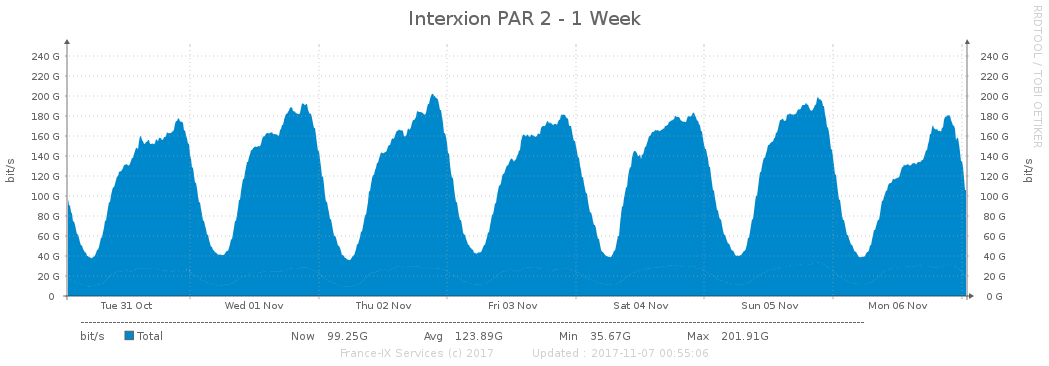 Interxion PAR 2 - 1 Week
RRDTOOL / TOBI OETIKER
bit/s
240 G
220 G
200 G
180 G
160 G
140 G
120 G
100 G
80 G
60 G
40 G
20 G
0
240 G
220 G
200 G
180 G
160 G
140 G
120 G
100 G
80 G
60 G
40 G
20 G
0 G
bit/s
Tue 31 Oct Wed 01 Nov Thu 02 Nov Fri 03 Nov Sat 04 Nov Sun 05 Nov Mon 06 Nov
bit/s Total Now 99.25G Avg 123.89G Min 35.67G Max 201.91G
France-IX Services (c) 2017 Updated : 2017-11-07 00:55:06